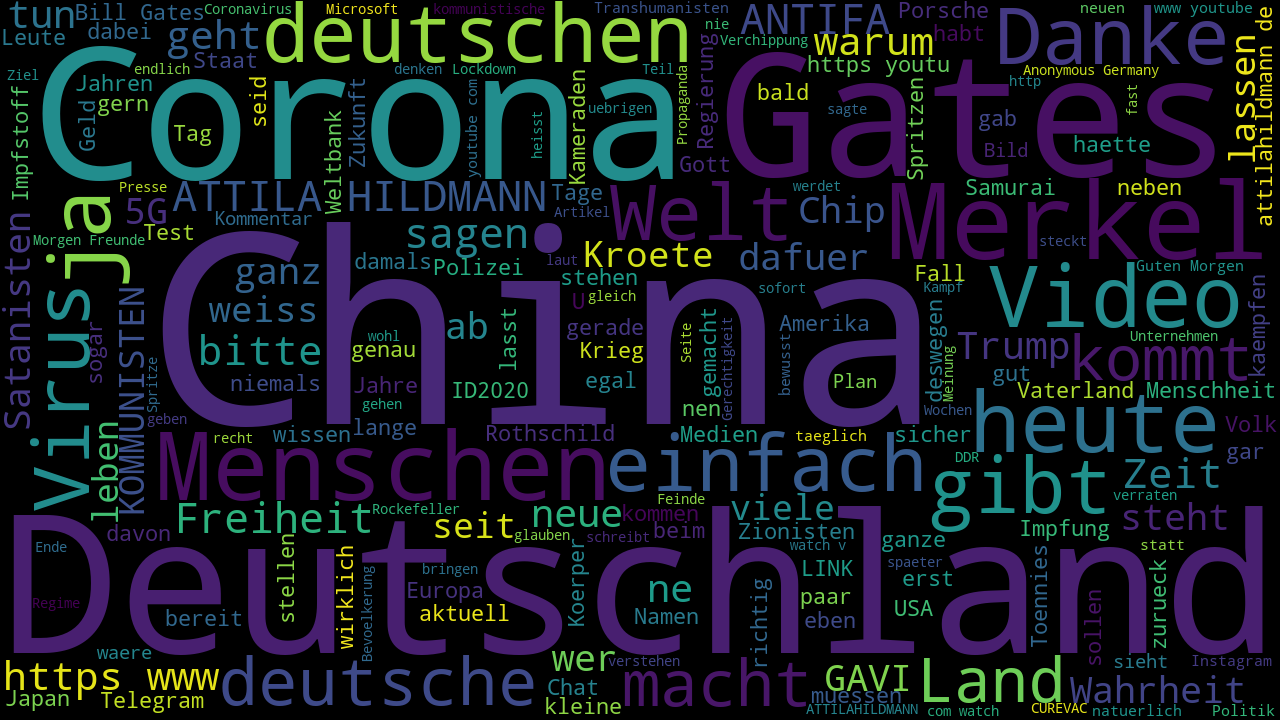 tun
Bill Gates
Coronavirus
Microsoft
kommunistische
Transhumanisten
ANTIFA
Porsche
neuen
www youtube
Leute
dabei
geht
deutschen
nie
Verchippung
warum
habt
Danke
Staat
Ziel
endlich
denken
Lockdown
Teil
https youtu
Anonymous Germany
http
Jahren
gern
Corona
uebrigen
bald
sagte
Gates
fast
lassen
attilahildmann de
Impfstoff
Geld
Tag
seid
Zukunft
youtube com
heisst
Kameraden
Propaganda
Regierung
Spritzen
gab
Bild
haette
Gott
Weltbank
Presse
ATTILA HILDMANN
Tage
werdet
Samurai
neben
ja
5G
Kommentar
Artikel
Welt
Chip
Merkel
Test
Morgen Freunde
sagen
laut
Kroete
dafuer
steckt
Satanisten
Virus
ganz
damals
Polizei
stehen
sofort
Fall
Guten Morgen
weiss
China
U
gleich
Kampf
Video
KOMMUNISTEN
sogar
wohl
ab
lasst
gerade
Seite
gemacht
Gerechtigkeit
bewusst
Amerika
deswegen
Meinung
Trump
Unternehmen
kaempfen
bitte
genau
Krieg
kommt
Spritze
niemals
Jahre
ID2020
egal
Plan
gut
Vaterland
Menschheit
geben
gehen
nen
Wochen
heute
Volk
leben
recht
wissen
lange
Rothschild
Medien
taeglich
sicher
gar
Menschen
einfach
DDR
Zeit
gibt
verraten
Freiheit
Rockefeller
seit
neue
Feinde
kommen
viele
Impfung
steht
davon
glauben
schreibt
beim
Zionisten
ganze
Ende
stellen
wirklich
watch v
statt
Deutschland
bringen
Koerper
LINK
spaeter
erst
Toennies
zurueck
Regime
bereit
Bevoelkerung
Europa
aktuell
ne
Namen
richtig
paar
eben
USA
sollen
waere
wer
verstehen
sieht
Instagram
https www
deutsche
Chat
macht
GAVI
Land
Wahrheit
Japan
Telegram
kleine
muessen
ATTILAHILDMANN
com watch
CUREVAC
natuerlich
Politik